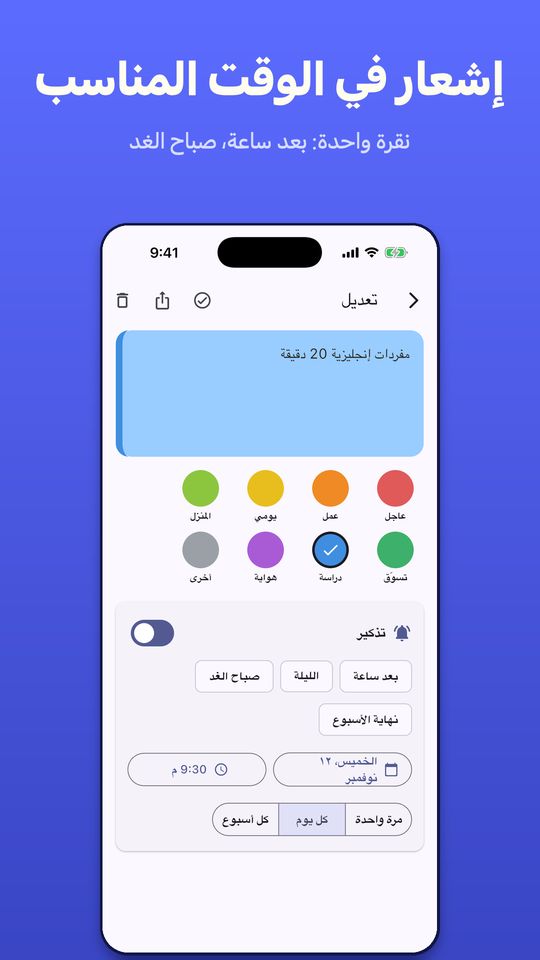 إشعار في الوقت المناسب
نقرة واحدة: بعد ساعة، صباح الغد
9:41
تعديل
مفردات إنجليزية 20 دقيقة
عاجل
عمل
يومي
المنزل
تسوّق
دراسة
هواية
أخرى
تذكير
بعد ساعة
الليلة
صباح الغد
نهاية الأسبوع
الخميس، ١٢
نوفمبر
9:30 م
مرة واحدة
كل يوم
كل أسبوع